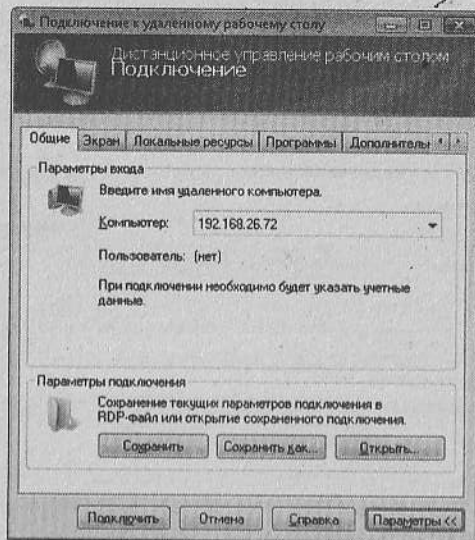 Подключение к удаленному рабочему столу
Дистанционное управление рабочим столом
Подключение
Общие Экран Локальные ресурсы Программы Дополнительы
Параметры входа
Введите имя удаленного компьютера.
Компьютер: 192.168.26.72
Пользователь: (нет)
При подключении необходимо будет указать учетные
данные.
Параметры подключения
Сохранение текущих параметров подключения в
RDP-файл или открытие сохраненного подключения.
Сохранить Сохранить как... Открыть...
Подключить Отмена Справка Параметры <<